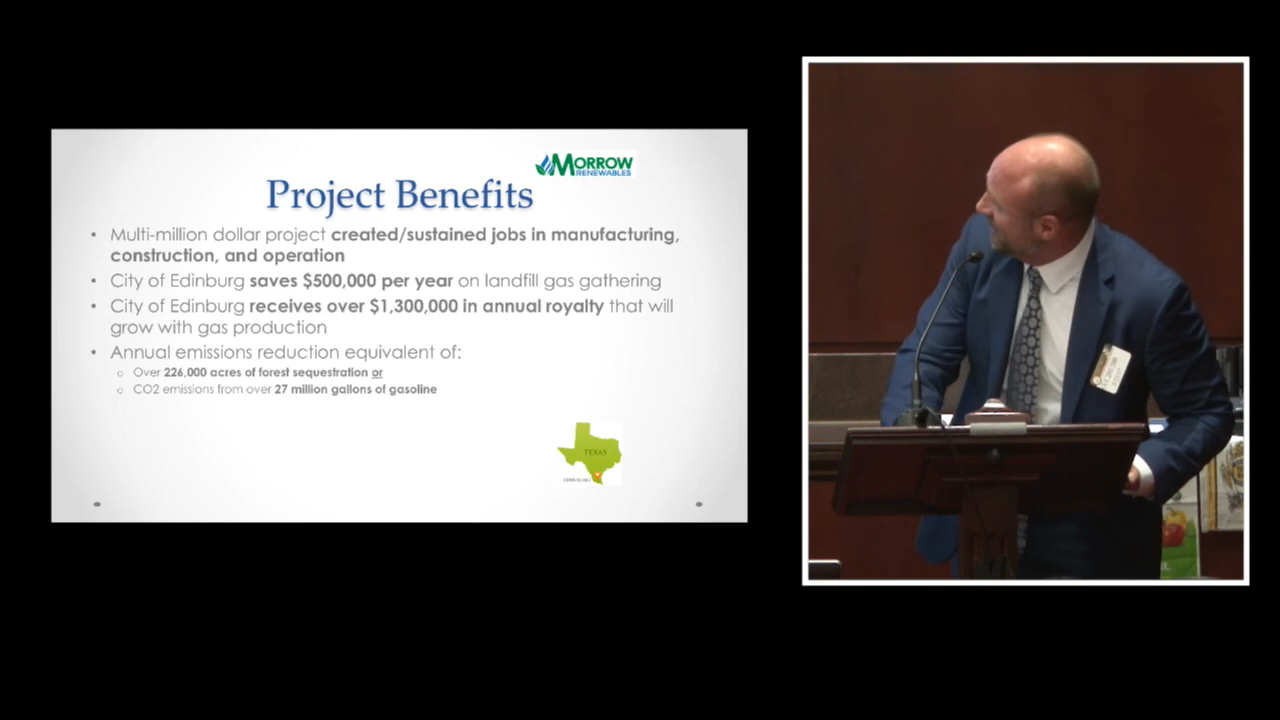 MORROW
RENEWABLES
Project Benefits
• Multi-million dollar project created/sustained jobs in manufacturing,
construction, and operation
• City of Edinburg saves $500,000 per year on landfill gas gathering
• City of Edinburg receives over $1,300,000 in annual royalty that will
grow with gas production
• Annual emissions reduction equivalent of:
○ Over 226,000 acres of forest sequestration or
○ CO2 emissions from over 27 million gallons of gasoline
TEXAS